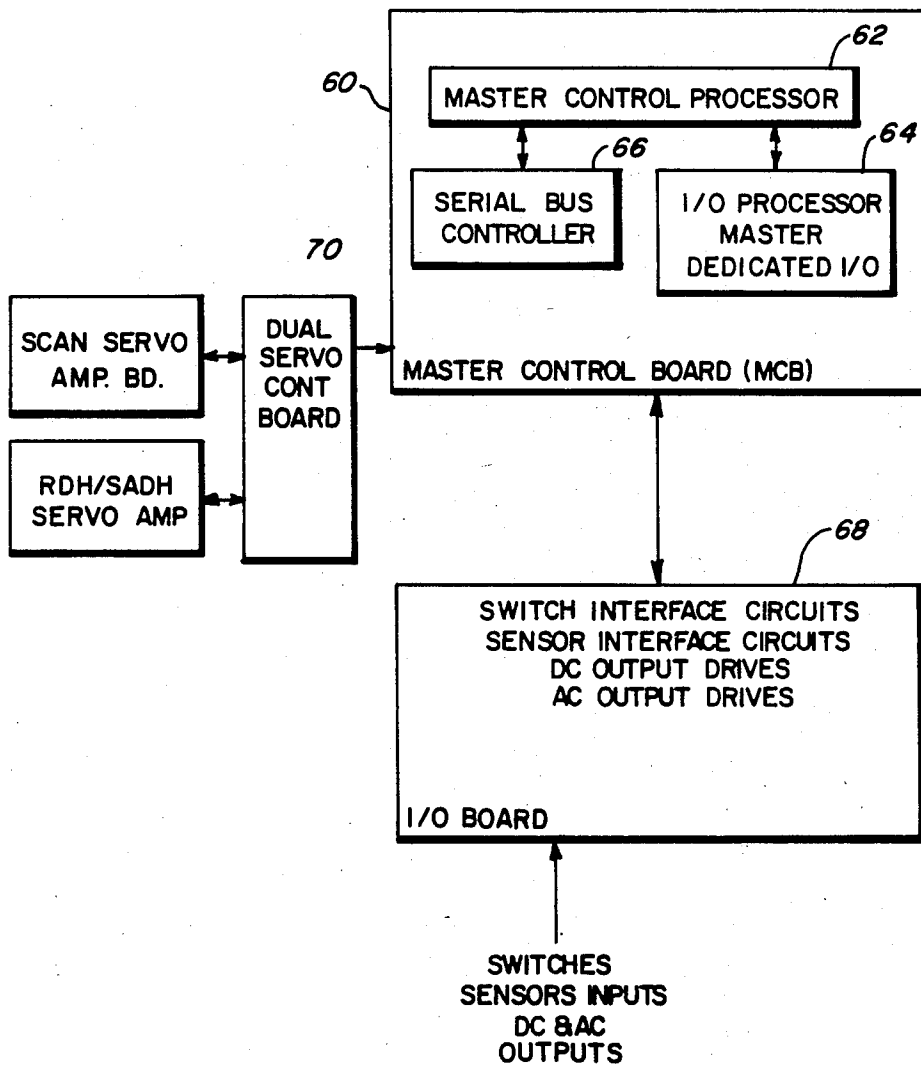 62
60
MASTER CONTROL PROCESSOR
66
64
SERIAL BUS
CONTROLLER
I/O PROCESSOR
MASTER
DEDICATED I/O
MASTER CONTROL BOARD (MCB)
70
SCAN SERVO
AMP. BD.
DUAL
SERVO
CONT
BOARD
RDH/SADH
SERVO AMP
68
SWITCH INTERFACE CIRCUITS
SENSOR INTERFACE CIRCUITS
DC OUTPUT DRIVES
AC OUTPUT DRIVES
I/O BOARD
SWITCHES
SENSORS INPUTS
DC & AC
OUTPUTS